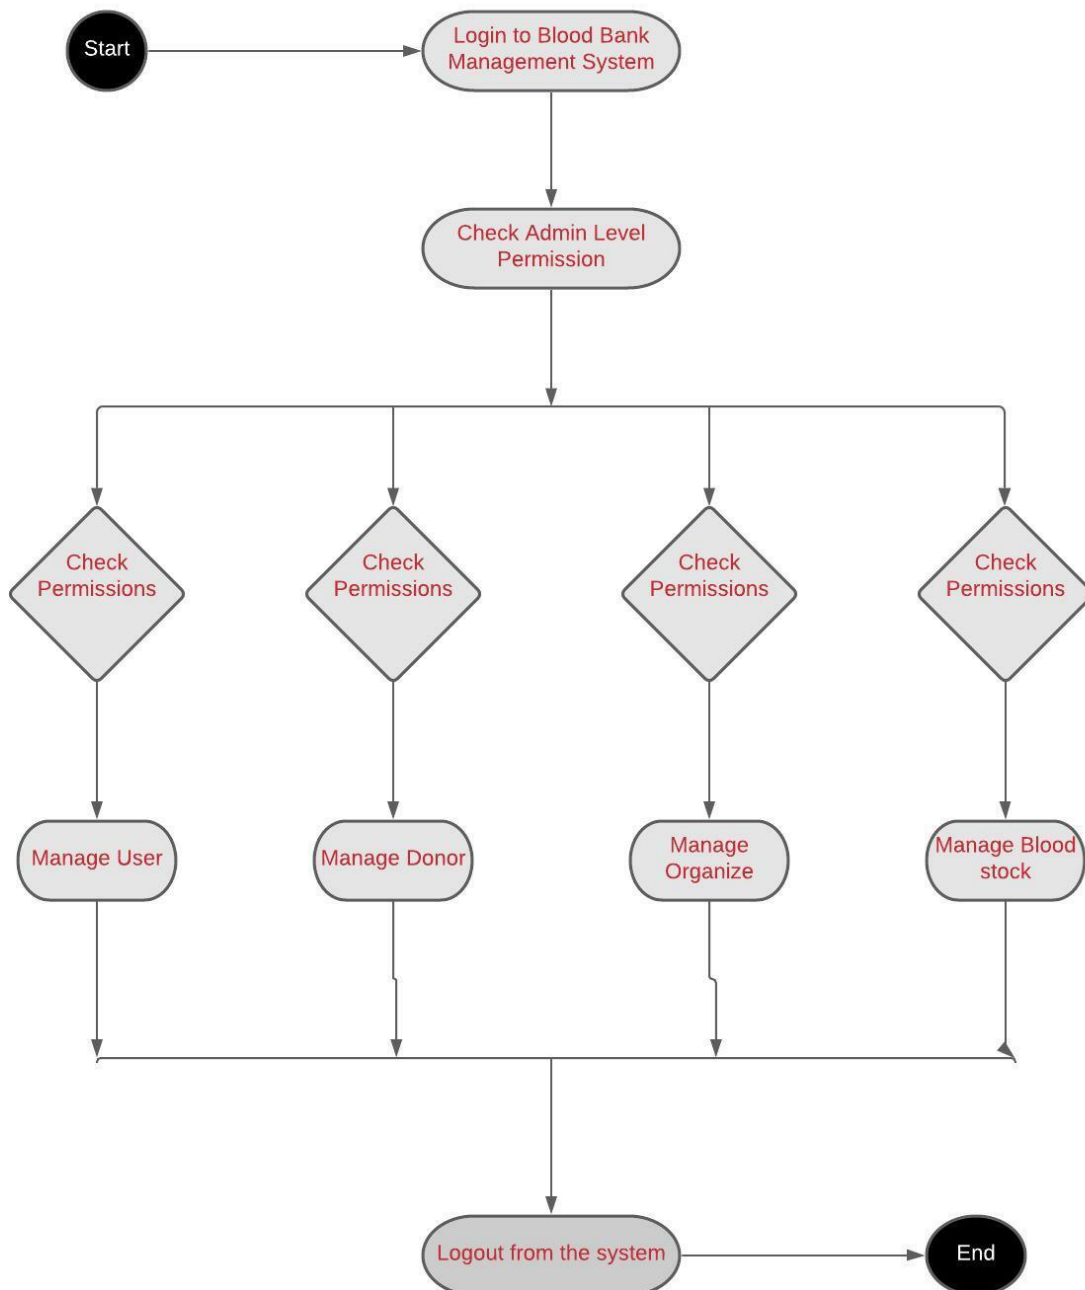 Start
Login to Blood Bank
Management System
Check Admin Level
Permission
Check
Permissions
Check
Permissions
Check
Permissions
Check
Permissions
Manage User
Manage Donor
Manage
Organize
Manage Blood
stock
Logout from the system
End